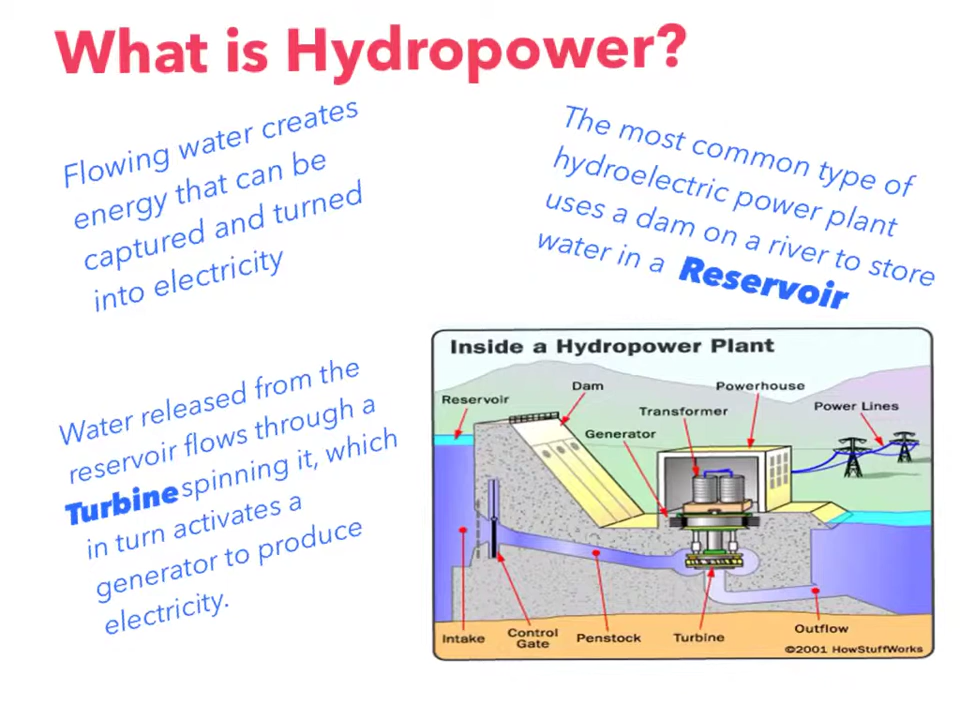 What is Hydropower?
Flowing water creates
energy that can be
captured and turned
into electricity
The most common type of
hydroelectric power plant
uses a dam on a river to store
water in a Reservoir
Water released from the
reservoir flows through a
Turbine spinning it, which
in turn activates a
generator to produce
electricity.
Inside a Hydropower Plant
Reservoir
Dam
Powerhouse
Transformer
Power Lines
Generator
Intake
Control
Gate
Penstock
Turbine
Outflow
©2001 HowStuffWorks